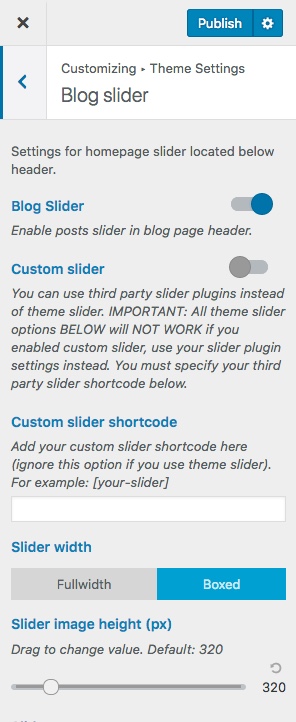 Publish
Customizing ▸ Theme Settings
Blog slider
Settings for homepage slider located below
header.
Blog Slider
Enable posts slider in blog page header.
Custom slider
You can use third party slider plugins instead
of theme slider. IMPORTANT: All theme slider
options BELOW will NOT WORK if you
enabled custom slider, use your slider plugin
settings instead. You must specify your third
party slider shortcode below.
Custom slider shortcode
Add your custom slider shortcode here
(ignore this option if you use theme slider).
For example: [your-slider]
Slider width
Fullwidth Boxed
Slider image height (px)
Drag to change value. Default: 320
320